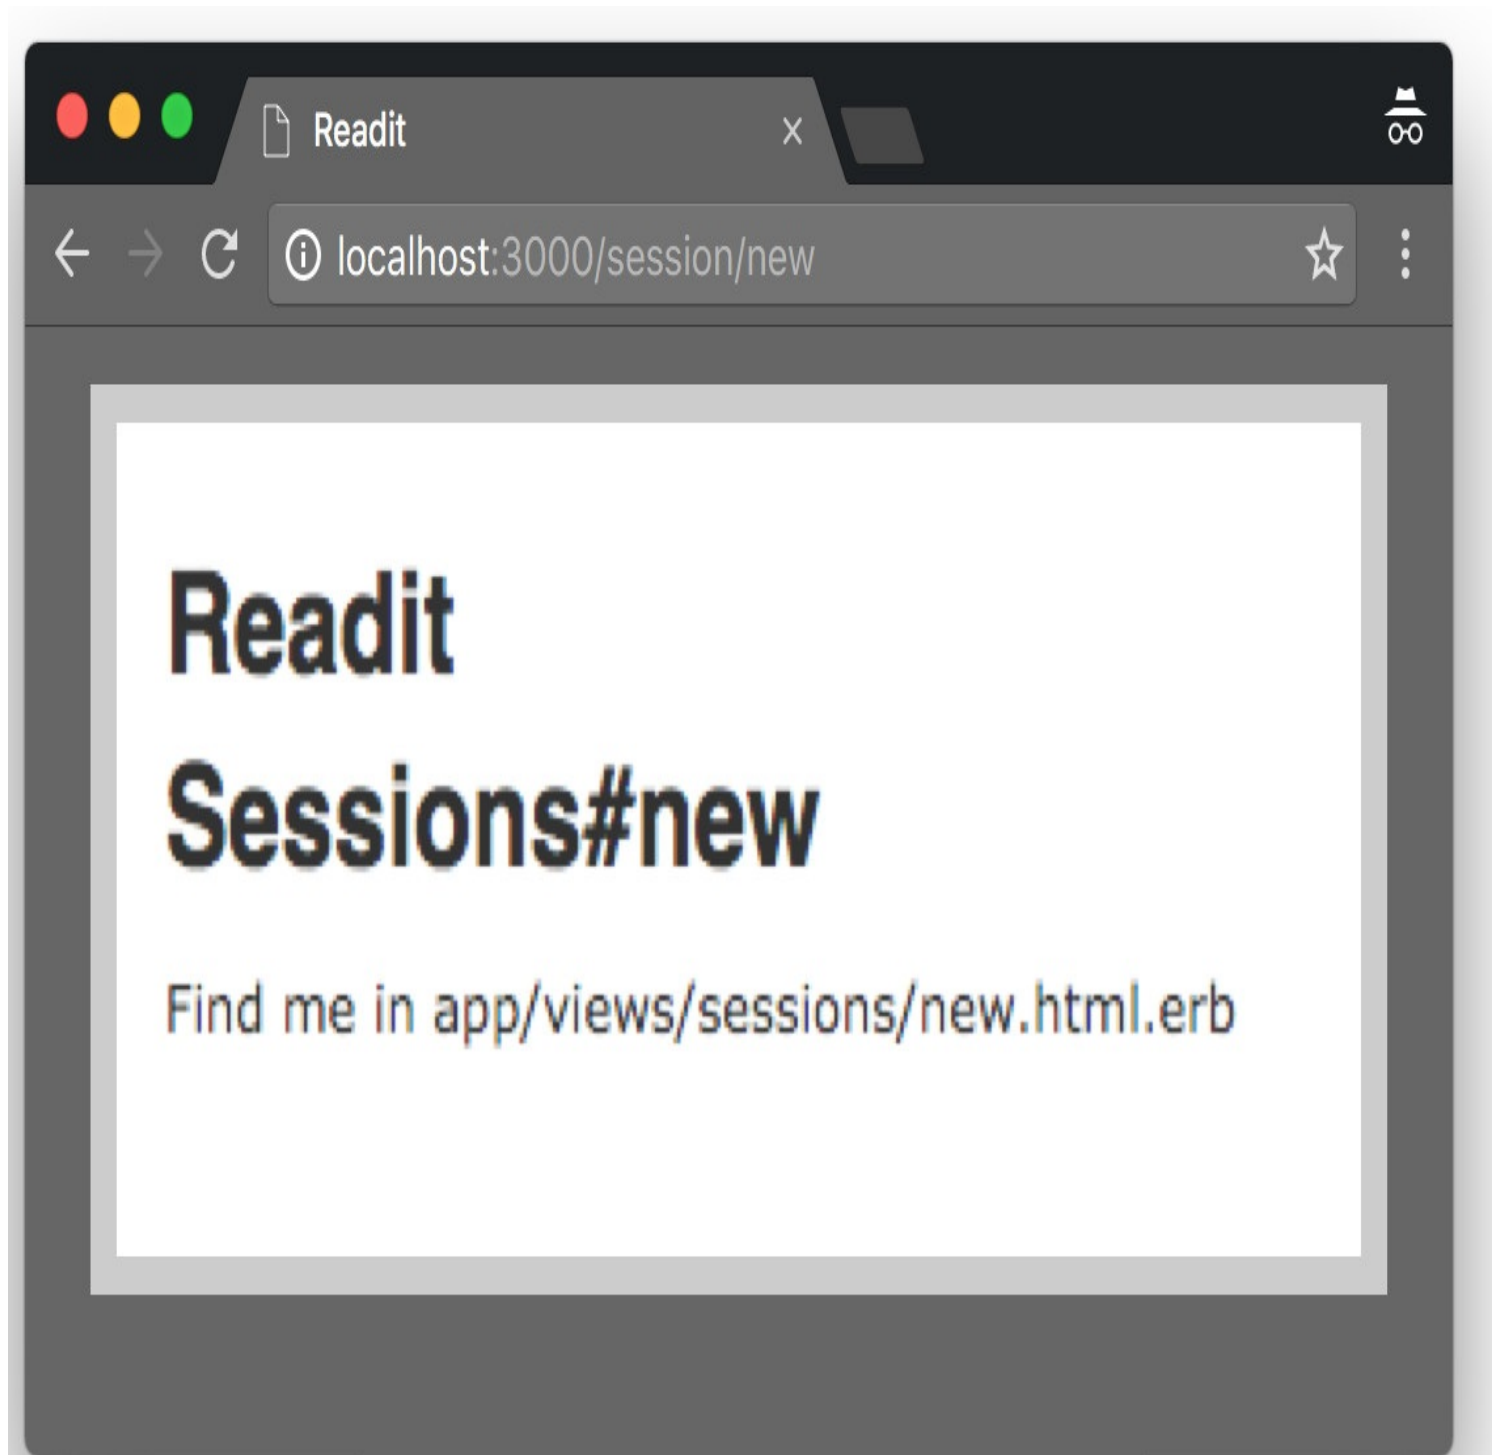 Readit
localhost:3000/session/new
Readit
Sessions#new
Find me in app/views/sessions/new.html.erb